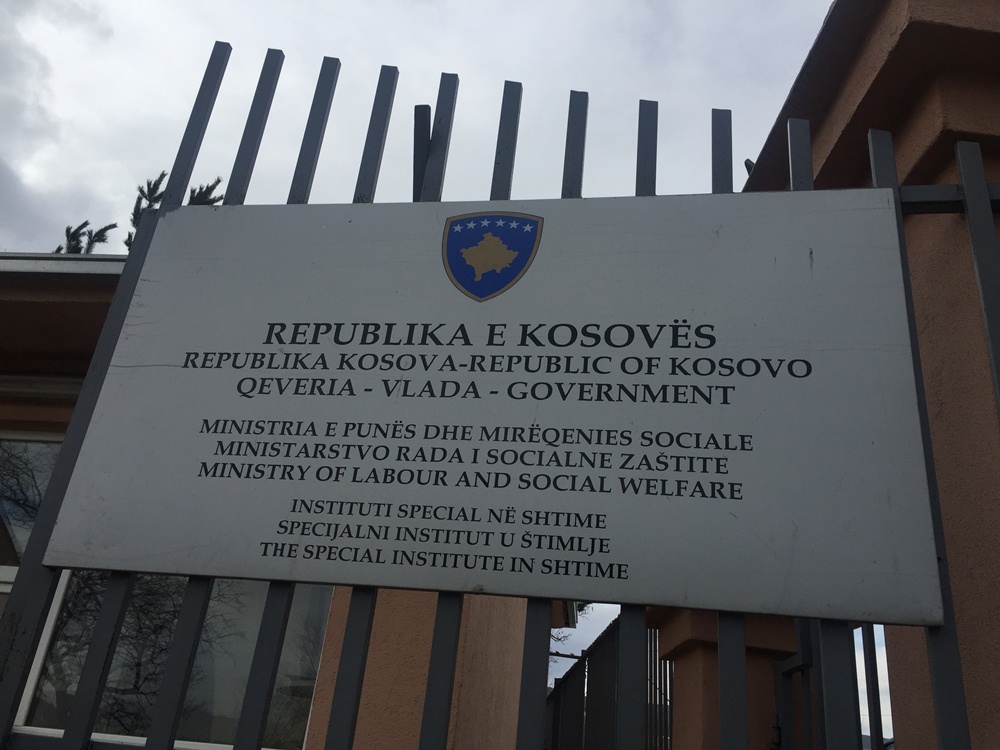 REPUBLIKA E KOSOVËS
REPUBLIKA KOSOVA-REPUBLIC OF KOSOVO
QEVERIA - VLADA - GOVERNMENT
MINISTRIA E PUNËS DHE MIRËQENIES SOCIALE
MINISTARSTVO RADA I SOCIALNE ZAŠTITE
MINISTRY OF LABOUR AND SOCIAL WELFARE
INSTITUTI SPECIAL NË SHTIME
SPECIJALNI INSTITUT U ŠTIMLJE
THE SPECIAL INSTITUTE IN SHTIME